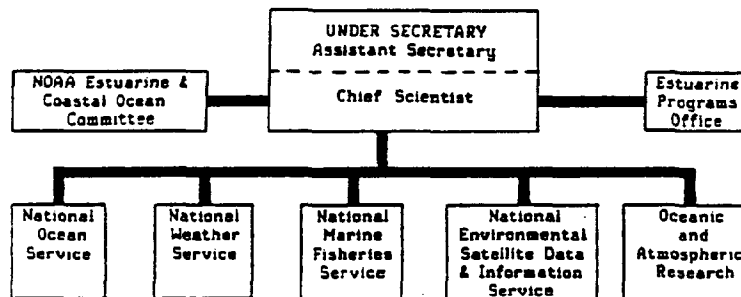 UNDER SECRETARY
Assistant Secretary
NOAA Estuarine &
Coastal Ocean
Committee
Chief Scientist
Estuarine
Programs
Office
National
Ocean
Service
National
Weather
Service
National
Marine
Fisheries
Service
National
Environmental
Satellite Data
& Information
Service
Oceanic
and
Atmospheric
Research